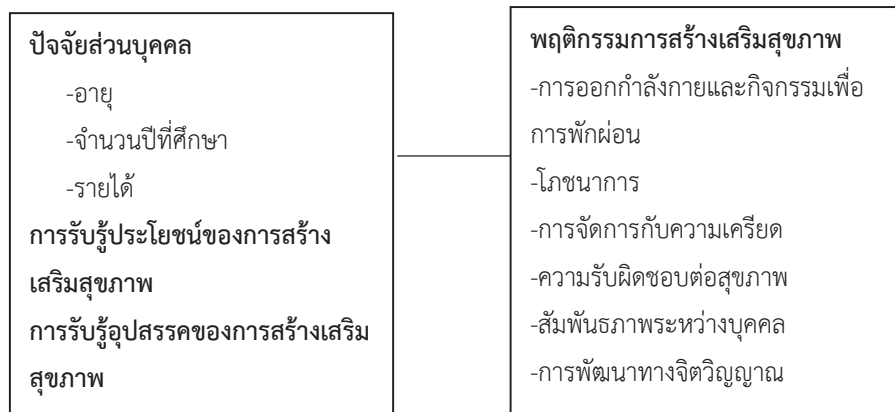 ปัจจัยส่วนบุคคล
-อายุ
-จำนวนปีที่ศึกษา
-รายได้
การรับรู้ประโยชน์ของการสร้าง
เสริมสุขภาพ
การรับรู้อุปสรรคของการสร้างเสริม
สุขภาพ
พฤติกรรมการสร้างเสริมสุขภาพ
-การออกกำลังกายและกิจกรรมเพื่อ
การพักผ่อน
-โภชนาการ
-การจัดการกับความเครียด
-ความรับผิดชอบต่อสุขภาพ
-สัมพันธภาพระหว่างบุคคล
-การพัฒนาทางจิตวิญญาณ